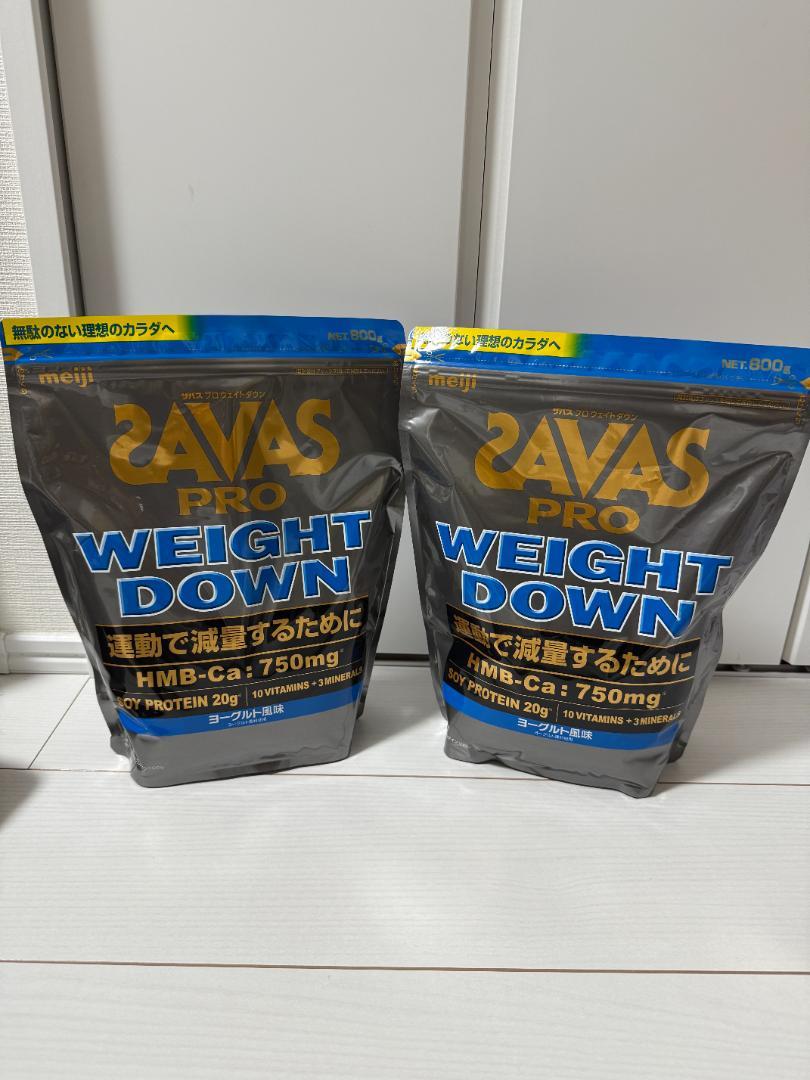 無駄のない理想のカラダへ
NET.800g
meiji
サバス プロ ウェイトダウン
SAVAS
PRO
WEIGHT
DOWN
運動で減量するために
HMB-Ca:750mg
SOY PROTEIN 20g 10 VITAMINS + 3 MINERALS
ヨーグルト風味
ない理想のカラダへ
NET.800g
meiji
サバス プロ ウェイトダウン
SAVAS
PRO
WEIGHT
DOWN
運動で減量するために
HMB-Ca:750mg
SOY PROTEIN 20g 10 VITAMINS + 3 MINERALS
ヨーグルト風味